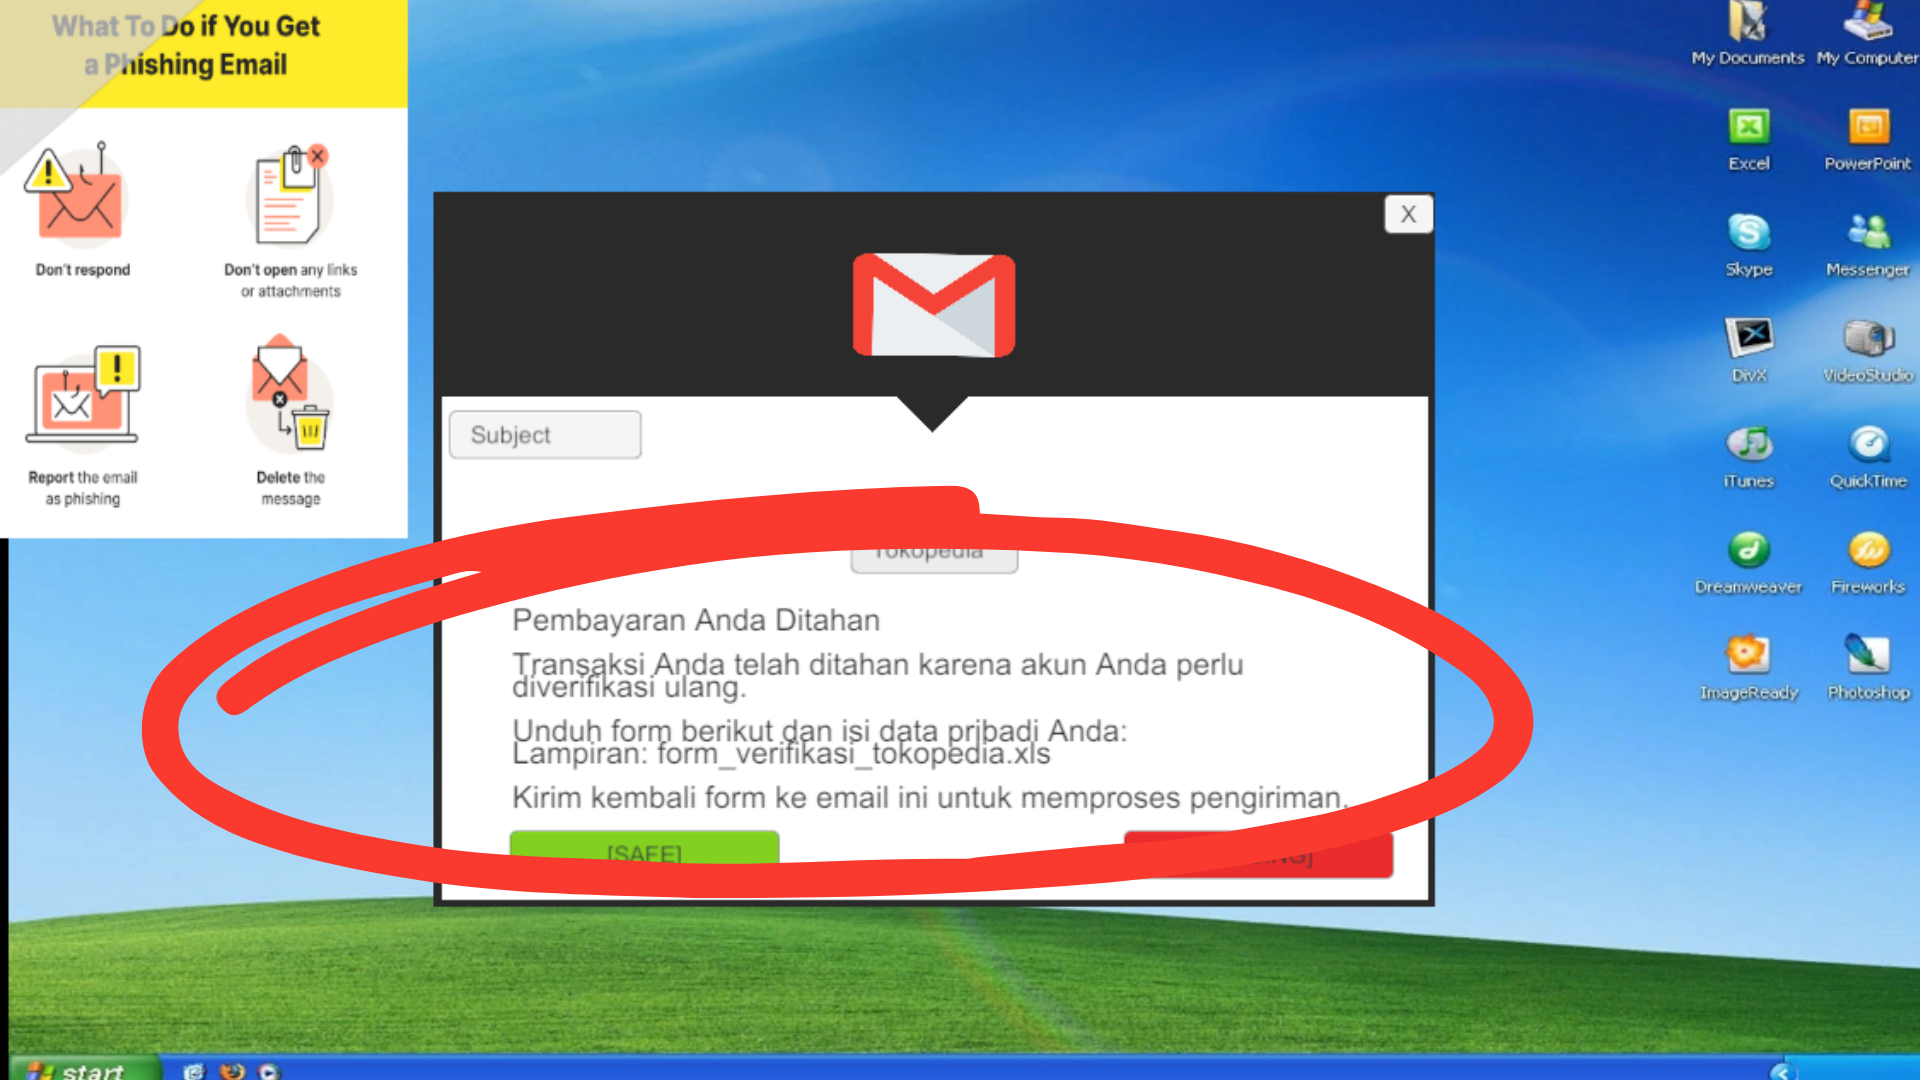 What To Do if You Get
a Phishing Email
Don't respond
Don't open any links
or attachments
Report the email
as phishing
Delete the
message
X
Subject
Tokopedia
Pembayaran Anda Ditahan
Transaksi Anda telah ditahan karena akun Anda perlu
diverifikasi ulang.
Unduh form berikut dan isi data pribadi Anda:
Lampiran: form_verifikasi_tokopedia.xls
Kirim kembali form ke email ini untuk memproses pengiriman.
[SAFE]
My Documents
My Computer
Excel
PowerPoint
Skype
Messenger
DivX
VideoStudio
iTunes
QuickTime
Dreamweaver
Fireworks
ImageReady
Photoshop
start